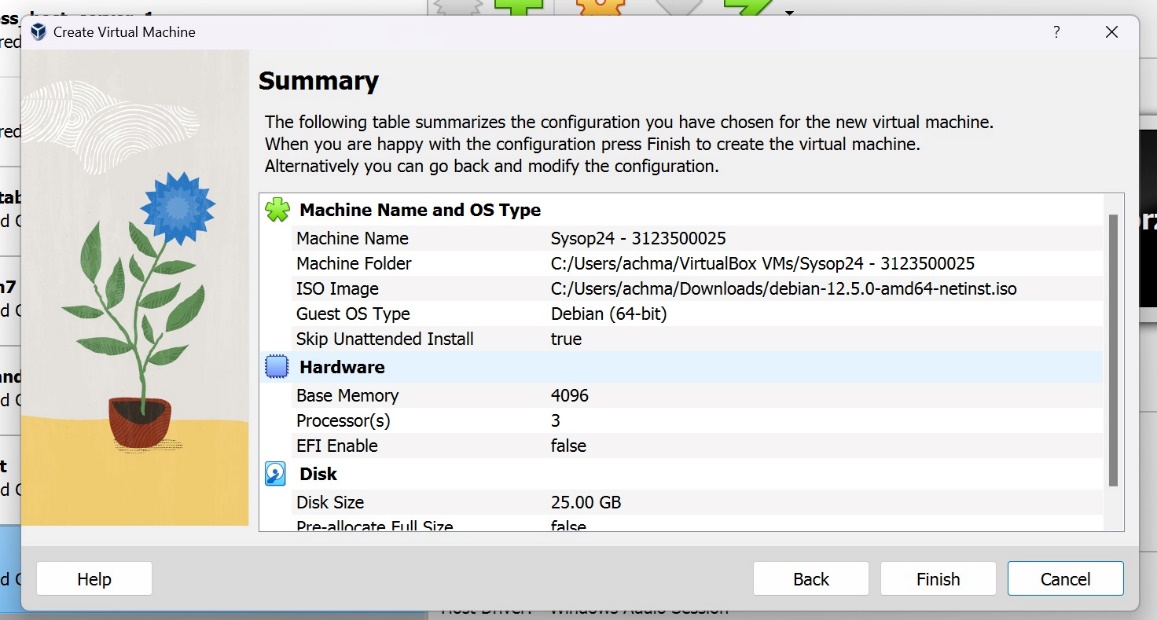 Create Virtual Machine
?
Summary
The following table summarizes the configuration you have chosen for the new virtual machine.
When you are happy with the configuration press Finish to create the virtual machine.
Alternatively you can go back and modify the configuration.
Machine Name and OS Type
Machine Name Sysop24 - 3123500025
Machine Folder C:/Users/achma/VirtualBox VMs/Sysop24 - 3123500025
ISO Image C:/Users/achma/Downloads/debian-12.5.0-amd64-netinst.iso
Guest OS Type Debian (64-bit)
Skip Unattended Install true
Hardware
Base Memory 4096
Processor(s) 3
EFI Enable false
Disk
Disk Size 25.00 GB
Pre-allocate Full Size false
Help Back Finish Cancel
Host Driver: Windows Audio Session